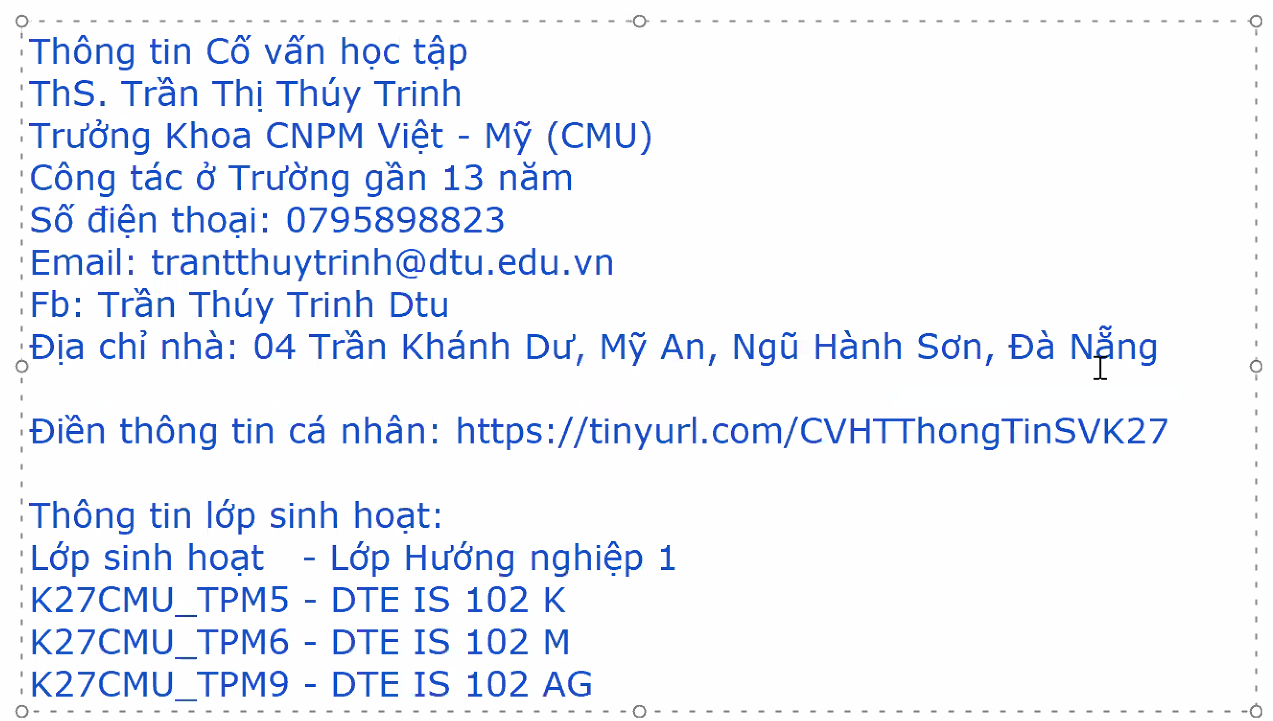 Thông tin Cố vấn học tập
ThS. Trần Thị Thúy Trinh
Trưởng Khoa CNPM Việt - Mỹ (CMU)
Công tác ở Trường gần 13 năm
Số điện thoại: 0795898823
Email: trantthuytrinh@dtu.edu.vn
Fb: Trần Thúy Trinh Dtu
Địa chỉ nhà: 04 Trần Khánh Dư, Mỹ An, Ngũ Hành Sơn, Đà Nẵng
Điền thông tin cá nhân: https://tinyurl.com/CVHTThongTinSVK27
Thông tin lớp sinh hoạt:
Lớp sinh hoạt - Lớp Hướng nghiệp 1
K27CMU_TPM5 - DTE IS 102 K
K27CMU_TPM6 - DTE IS 102 M
K27CMU_TPM9 - DTE IS 102 AG